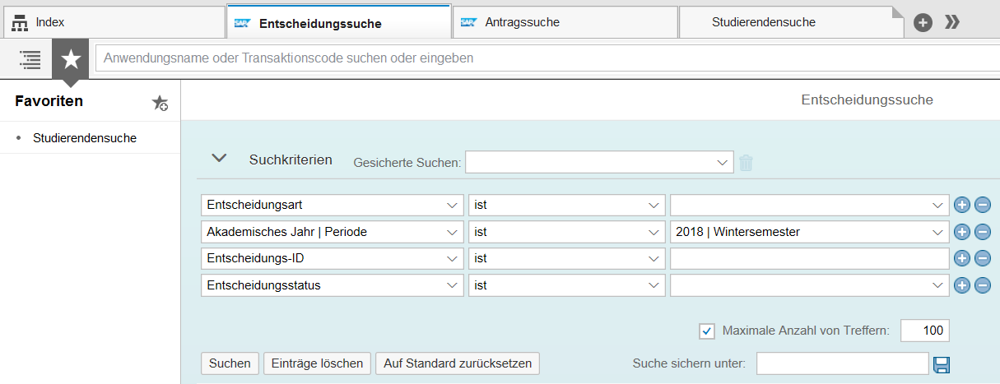 Index
SAP Entscheidungssuche
SAP Antragssuche
Studierendensuche
Anwendungsname oder Transaktionscode suchen oder eingeben
Favoriten
Entscheidungssuche
• Studierendensuche
Suchkriterien Gesicherte Suchen:
Entscheidungsart ist
Akademisches Jahr | Periode ist 2018 | Wintersemester
Entscheidungs-ID ist
Entscheidungsstatus ist
Maximale Anzahl von Treffern: 100
Suchen Einträge löschen Auf Standard zurücksetzen Suche sichern unter: